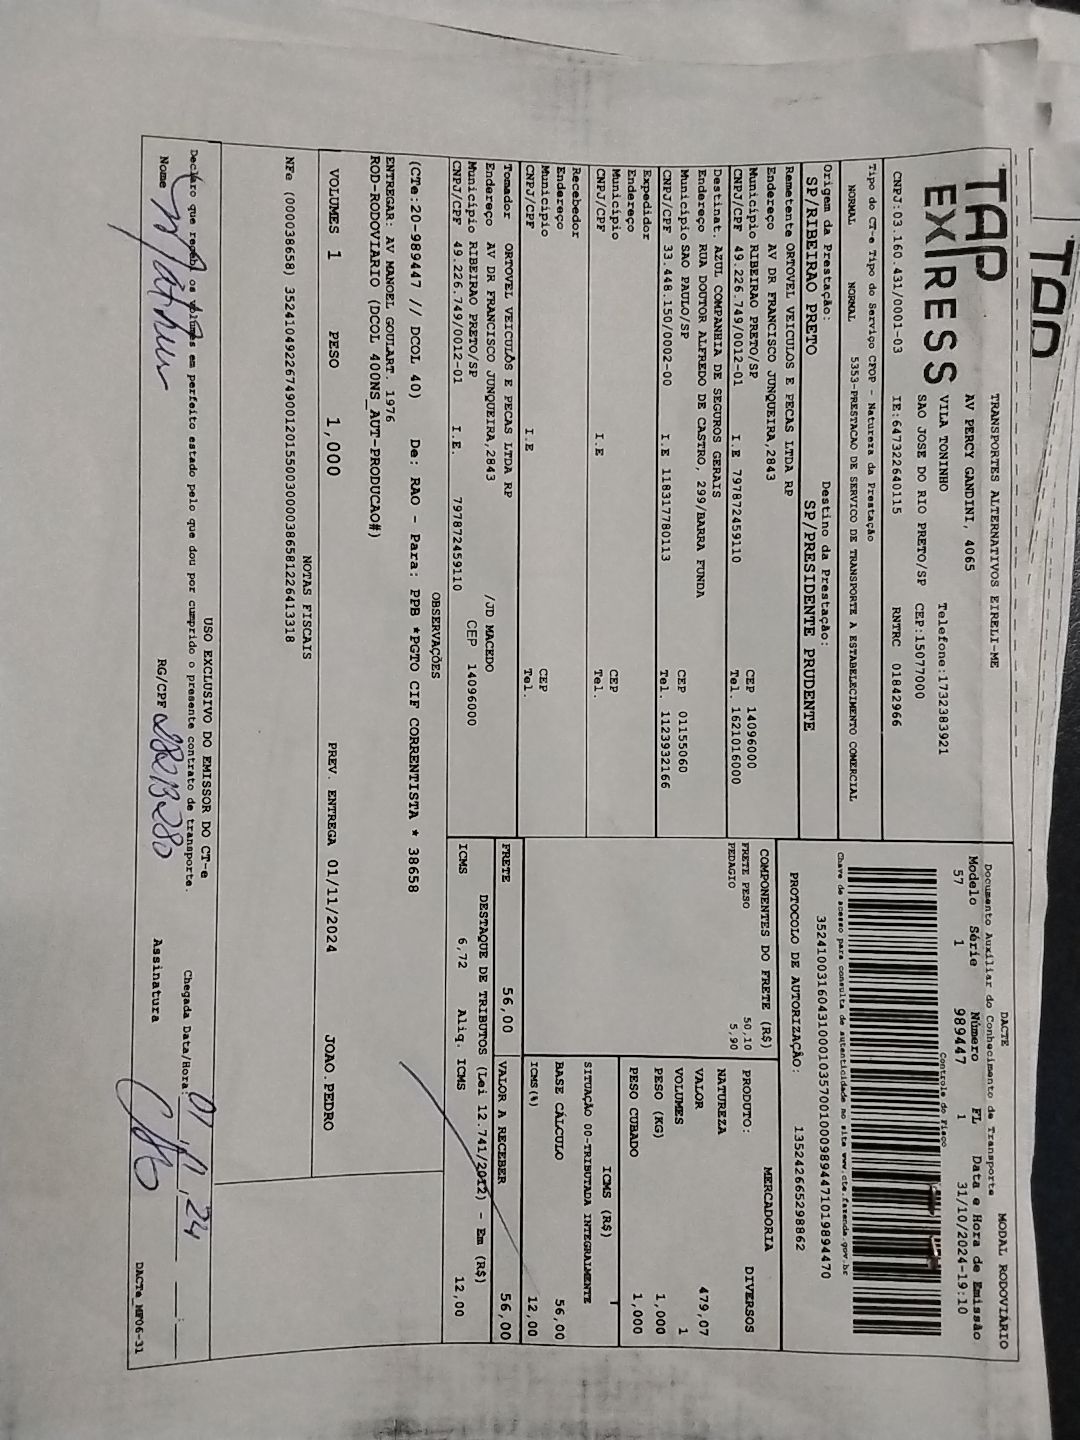 TAP
TAP
EXPRESS
TRANSPORTES ALTERNATIVOS EIRELI-ME
AV PERCY GANDINI, 4065
VILA TONINHO Telefone:1732383921
SAO JOSE DO RIO PRETO/SP CEP:15077000
CNPJ:03.160.431/0001-03 IE:647322640115 RNTRC 01842966
DACTE MODAL RODOVIÁRIO
Documento Auxiliar do Conhecimento de Transporte
Modelo Série Número FL Data e Hora de Emissão
57 1 989447 1 31/10/2024-19:10
Controle do Fisco
Chave de acesso para consulta de autenticidade no site www.cte.fazenda.gov.br
PROTOCOLO DE AUTORIZAÇÃO: 135242665298862
Tipo do CT-e Tipo do Serviço CFOP - Natureza da Prestação
NORMAL NORMAL 5353-PRESTACAO DE SERVICO DE TRANSPORTE A ESTABELECIMENTO COMERCIAL
Origem da Prestação: Destino da Prestação:
SP/RIBEIRAO PRETO SP/PRESIDENTE PRUDENTE
Remetente ORTOVEL VEICULOS E PECAS LTDA RP
Endereço AV DR FRANCISCO JUNQUEIRA,2843
Município RIBEIRAO PRETO/SP CEP 14096000
CNPJ/CPF 49.226.749/0012-01 I.E 797872459110 Tel. 1621016000
Destinat. AZUL COMPANHIA DE SEGUROS GERAIS
Endereço RUA DOUTOR ALFREDO DE CASTRO, 299/BARRA FUNDA
Município SAO PAULO/SP CEP 01155060
CNPJ/CPF 33.448.150/0002-00 I.E 118317780113 Tel. 1123932166
Expedidor
Endereço
Município CEP
CNPJ/CPF I.E Tel.
Recebedor
Endereço
Município CEP
CNPJ/CPF I.E Tel.
Tomador ORTOVEL VEICULOS E PECAS LTDA RP
Endereço AV DR FRANCISCO JUNQUEIRA,2843 /JD MACEDO
Município RIBEIRAO PRETO/SP CEP 14096000
CNPJ/CPF 49.226.749/0012-01 I.E. 797872459110
COMPONENTES DO FRETE (R$)
FRETE PESO 50,10
PEDAGIO 5,90
MERCADORIA
PRODUTO: DIVERSOS
NATUREZA
VALOR 479,07
VOLUMES 1
PESO (KG) 1,000
PESO CUBADO 1,000
ICMS (R$)
SITUAÇÃO 00-TRIBUTADA INTEGRALMENTE
BASE CÁLCULO 56,00
ICMS(%) 12,00
FRETE 56,00 VALOR A RECEBER 56,00
DESTAQUE DE TRIBUTOS (Lei 12.741/2012) - Em (R$)
ICMS 6,72 Aliq. ICMS 12,00
OBSERVAÇÕES
(CTe:20-989447 // DCOL 40) De: RAO - Para: PPB *PGTO CIF CORRENTISTA * 38658
ENTREGAR: AV MANOEL GOULART. 1976
ROD-RODOVIARIO (DCOL 400NS_AUT-PRODUCAO#)
VOLUMES 1 PESO 1,000 PREV. ENTREGA 01/11/2024 JOAO.PEDRO
NOTAS FISCAIS
NFe (000038658) 35241049226749001201550030000386581226413318
USO EXCLUSIVO DO EMISSOR DO CT-e
Declaro que recebi os volumes em perfeito estado pelo que dou por cumprido o presente contrato de transporte.
Chegada Data/Hora: 01, 11, 24
Nome Matheus RG/CPF Assinatura
DACTe_MP06-31